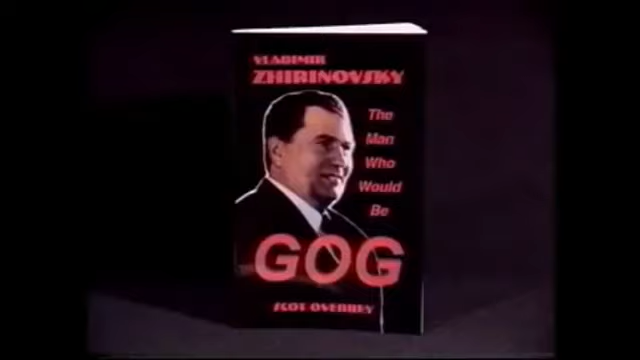 VLADIMIR
ZHIRINOVSKY
The
Man
Who
Would
Be
GOG
SCOT OVERBEY